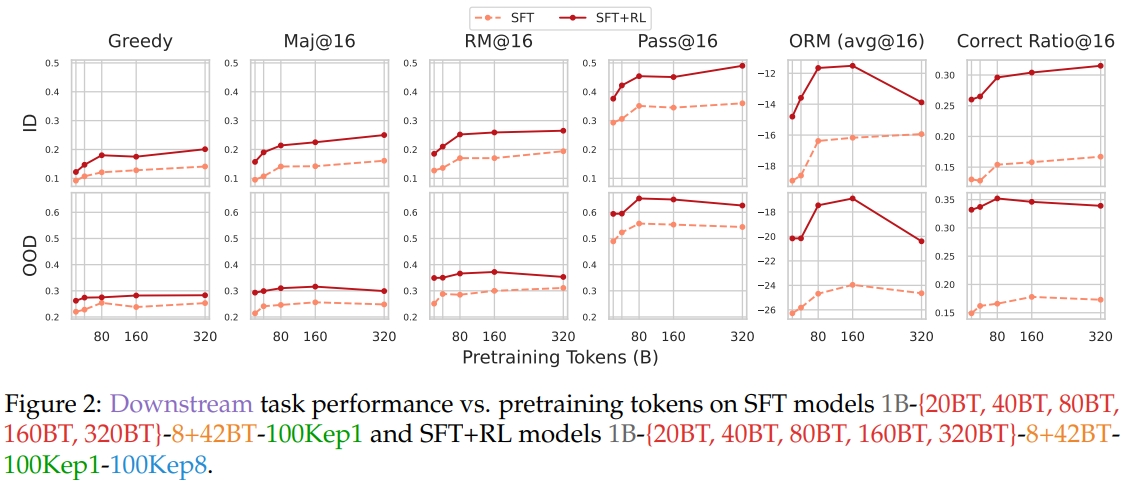 SFT SFT+RL
Greedy Maj@16 RM@16 Pass@16 ORM (avg@16) Correct Ratio@16
ID
0.5 0.5 0.5 0.5 −12 0.30
0.4 0.4 0.4 0.4 −14 0.25
0.3 0.3 0.3 0.3 −16 0.20
0.2 0.2 0.2 0.2 −18 0.15
0.1 0.1 0.1 0.1
OOD
0.6 0.6 0.6 0.6 −18 0.35
0.5 0.5 0.5 0.5 −20 0.30
0.4 0.4 0.4 0.4 −22 0.25
0.3 0.3 0.3 0.3 −24 0.20
0.2 0.2 0.2 0.2 −26 0.15
80 160 320 80 160 320 80 160 320 80 160 320 80 160 320 80 160 320
Pretraining Tokens (B)
Figure 2: Downstream task performance vs. pretraining tokens on SFT models 1B-{20BT, 40BT, 80BT,
160BT, 320BT}-8+42BT-100Kep1 and SFT+RL models 1B-{20BT, 40BT, 80BT, 160BT, 320BT}-8+42BT-
100Kep1-100Kep8.